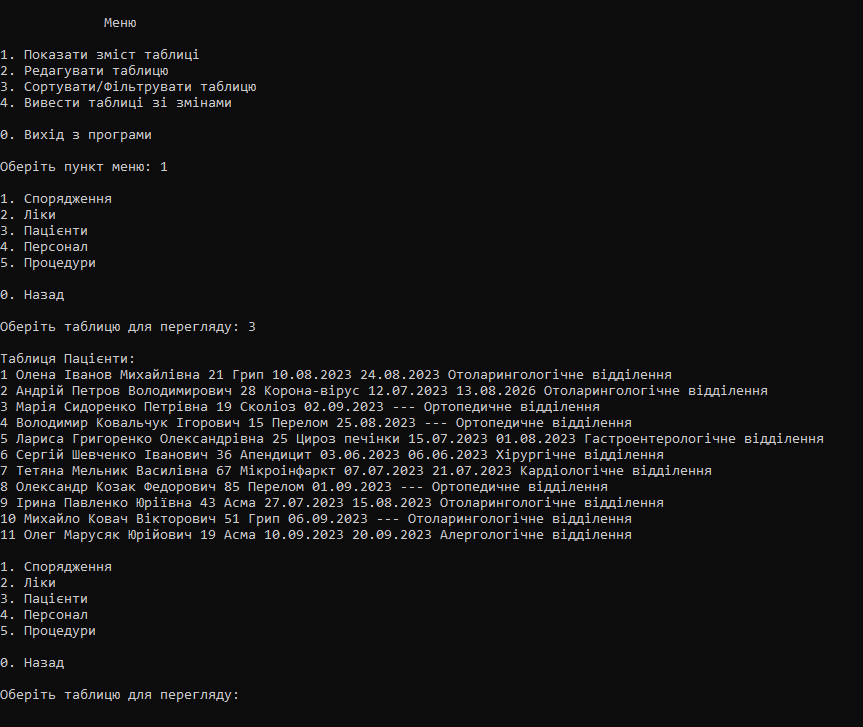 Меню
1. Показати зміст таблиці
2. Редагувати таблицю
3. Сортувати/Фільтрувати таблицю
4. Вивести таблиці зі змінами
0. Вихід з програми
Оберіть пункт меню: 1
1. Спорядження
2. Ліки
3. Пацієнти
4. Персонал
5. Процедури
0. Назад
Оберіть таблицю для перегляду: 3
Таблиця Пацієнти:
1 Олена Іванов Михайлівна 21 Грип 10.08.2023 24.08.2023 Отоларингологічне відділення
2 Андрій Петров Володимирович 28 Корона-вірус 12.07.2023 13.08.2026 Отоларингологічне відділення
3 Марія Сидоренко Петрівна 19 Сколіоз 02.09.2023 --- Ортопедичне відділення
4 Володимир Ковальчук Ігорович 15 Перелом 25.08.2023 --- Ортопедичне відділення
5 Лариса Григоренко Олександрівна 25 Цироз печінки 15.07.2023 01.08.2023 Гастроентерологічне відділення
6 Сергій Шевченко Іванович 36 Апендицит 03.06.2023 06.06.2023 Хірургічне відділення
7 Тетяна Мельник Василівна 67 Мікроінфаркт 07.07.2023 21.07.2023 Кардіологічне відділення
8 Олександр Козак Федорович 85 Перелом 01.09.2023 --- Ортопедичне відділення
9 Ірина Павленко Юріївна 43 Асма 27.07.2023 15.08.2023 Отоларингологічне відділення
10 Михайло Ковач Вікторович 51 Грип 06.09.2023 --- Отоларингологічне відділення
11 Олег Марусяк Юрійович 19 Асма 10.09.2023 20.09.2023 Алергологічне відділення
1. Спорядження
2. Ліки
3. Пацієнти
4. Персонал
5. Процедури
0. Назад
Оберіть таблицю для перегляду: